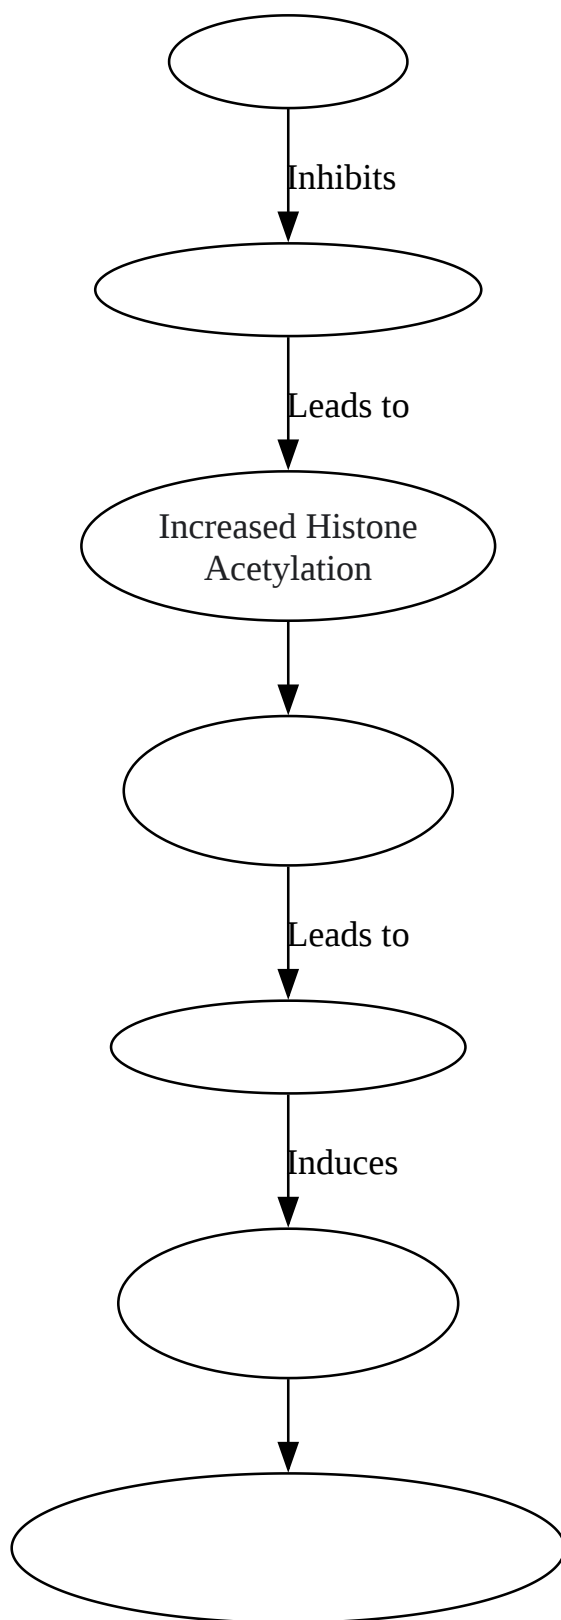 Inhibits
Leads to
Increased Histone
Acetylation
Leads to
Induces